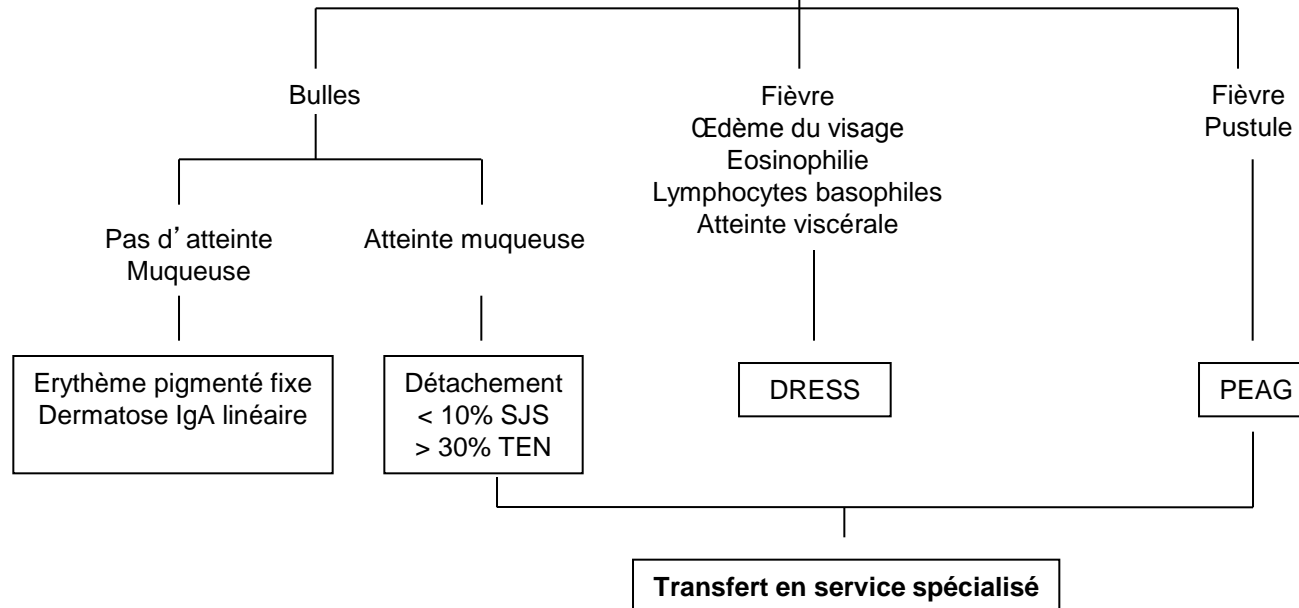 Bulles
Fièvre
Œdème du visage
Eosinophilie
Lymphocytes basophiles
Atteinte viscérale
Fièvre
Pustule
Pas d’atteinte
Muqueuse
Atteinte muqueuse
Erythème pigmenté fixe
Dermatose IgA linéaire
Détachement
< 10% SJS
> 30% TEN
DRESS
PEAG
Transfert en service spécialisé